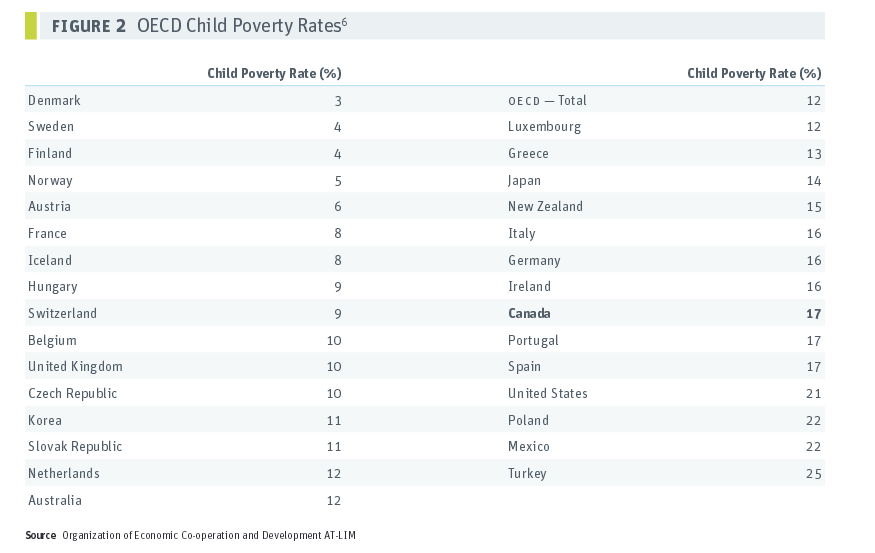 FIGURE 2 OECD Child Poverty Rates6
Child Poverty Rate (%)
Denmark 3
Sweden 4
Finland 4
Norway 5
Austria 6
France 8
Iceland 8
Hungary 9
Switzerland 9
Belgium 10
United Kingdom 10
Czech Republic 10
Korea 11
Slovak Republic 11
Netherlands 12
Australia 12
Child Poverty Rate (%)
OECD — Total 12
Luxembourg 12
Greece 13
Japan 14
New Zealand 15
Italy 16
Germany 16
Ireland 16
Canada 17
Portugal 17
Spain 17
United States 21
Poland 22
Mexico 22
Turkey 25
Source Organization of Economic Co-operation and Development AT-LIM